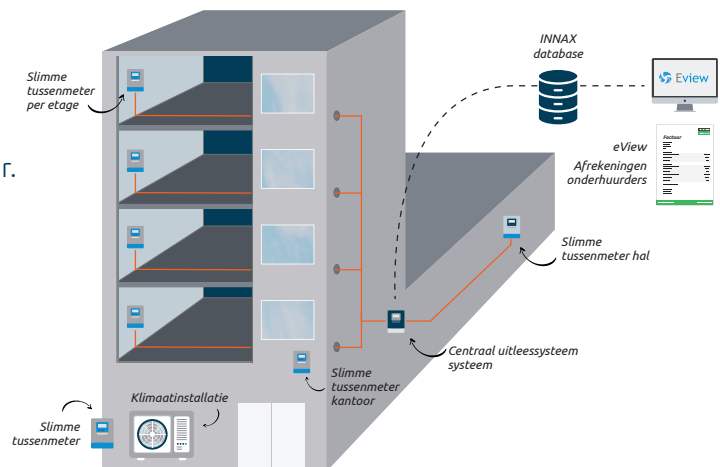 INNAX
database
Slimme
tussenmeter
per etage
Eview
Factuur
eView
Afrekeningen
onderhuurders
r.
Slimme
tussenmeter hal
Centraal uitleessysteem
systeem
Slimme
tussenmeter
kantoor
Klimaatinstallatie
Slimme
tussenmeter